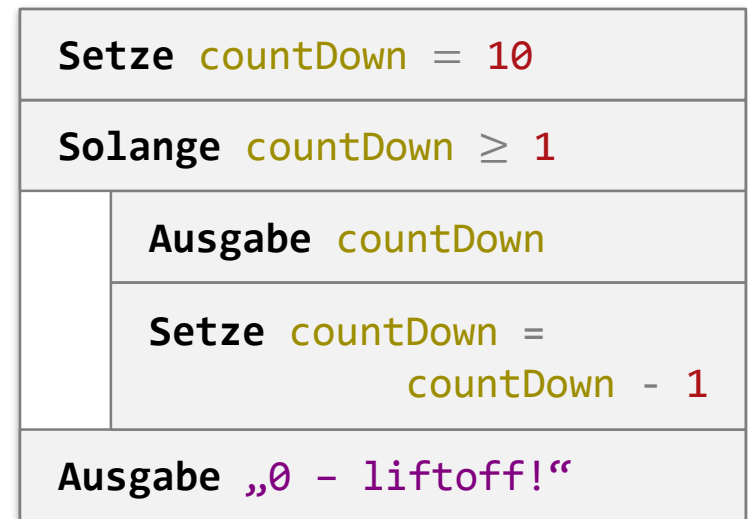 Setze countDown = 10
Solange countDown ≥ 1
Ausgabe countDown
Setze countDown =
countDown - 1
Ausgabe „0 – liftoff!“